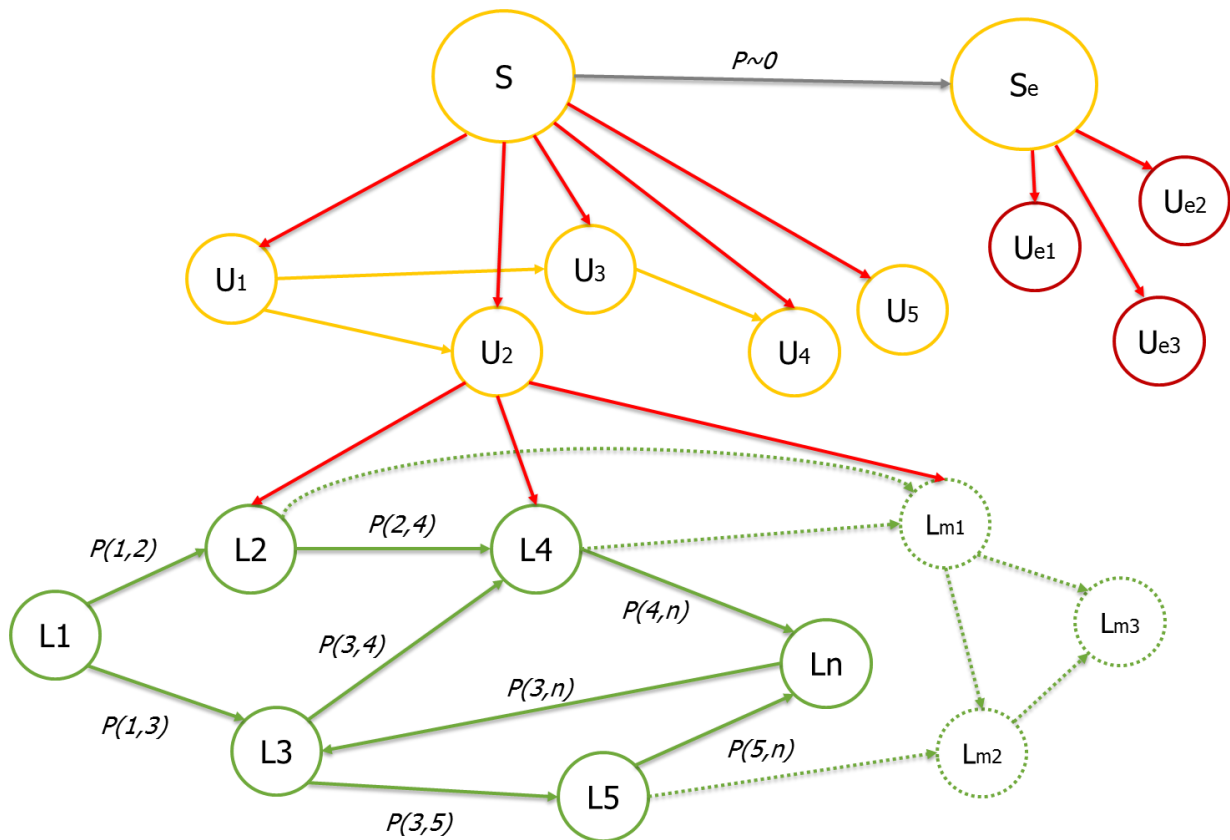 S
P~0
Se
U1
U3
U2
U4
U5
Ue1
Ue2
Ue3
L2
P(2,4)
L4
Lm1
P(1,2)
L1
P(3,4)
P(4,n)
Ln
Lm3
P(1,3)
L3
P(3,n)
P(5,n)
Lm2
P(3,5)
L5